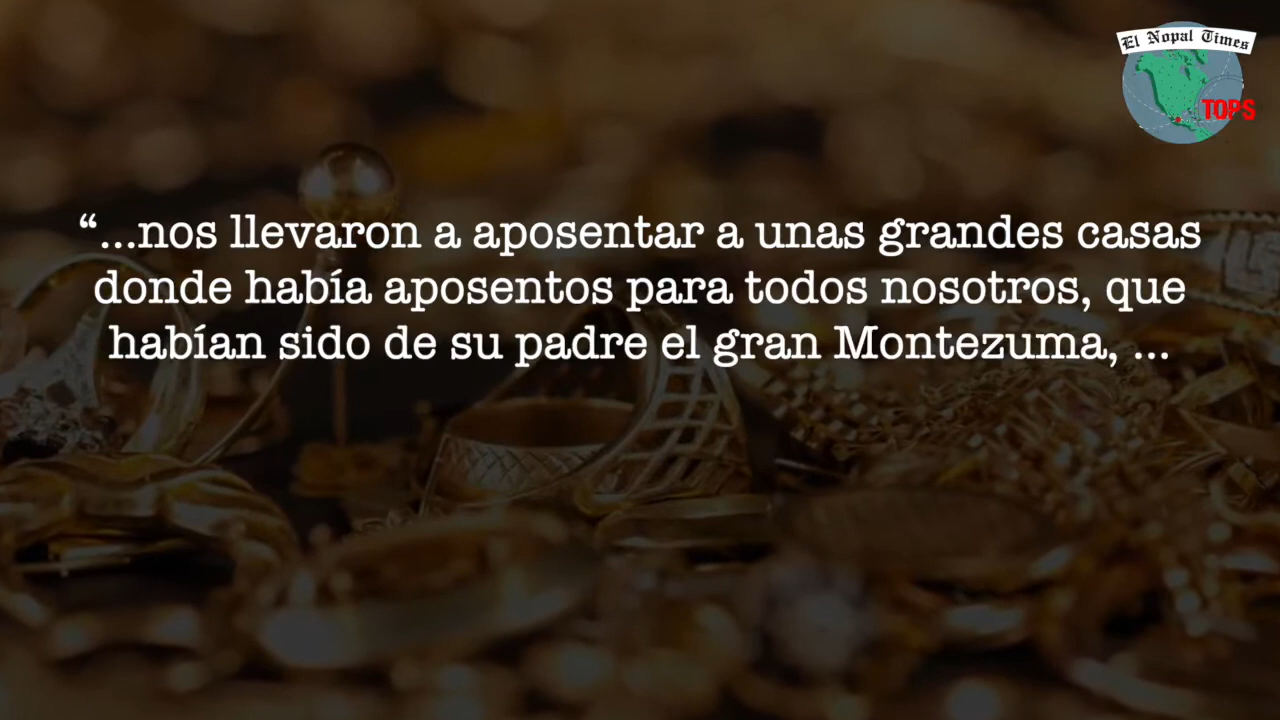 El Nopal Times
TOPS
“...nos llevaron a aposentar a unas grandes casas
donde había aposentos para todos nosotros, que
habían sido de su padre el gran Montezuma, ...